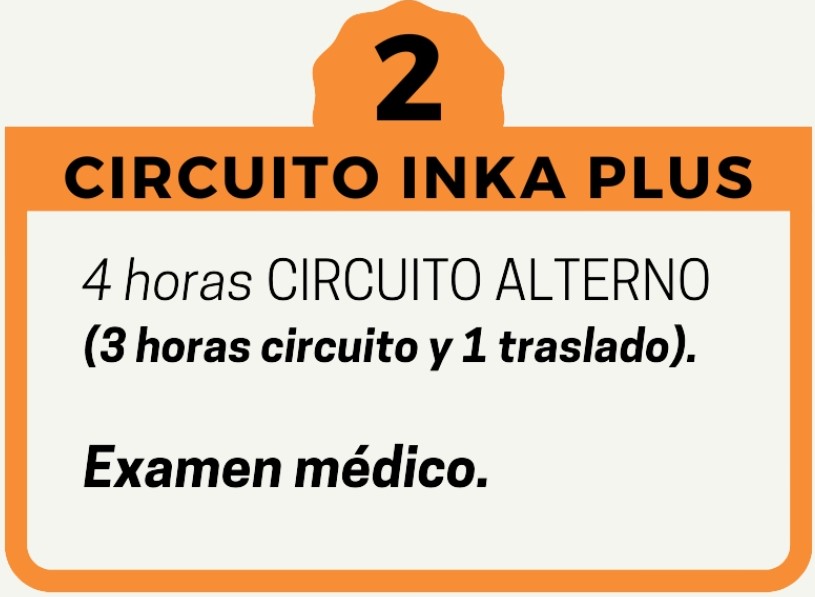 2
CIRCUITO INKA PLUS
4 horas CIRCUITO ALTERNO
(3 horas circuito y 1 traslado).
Examen médico.